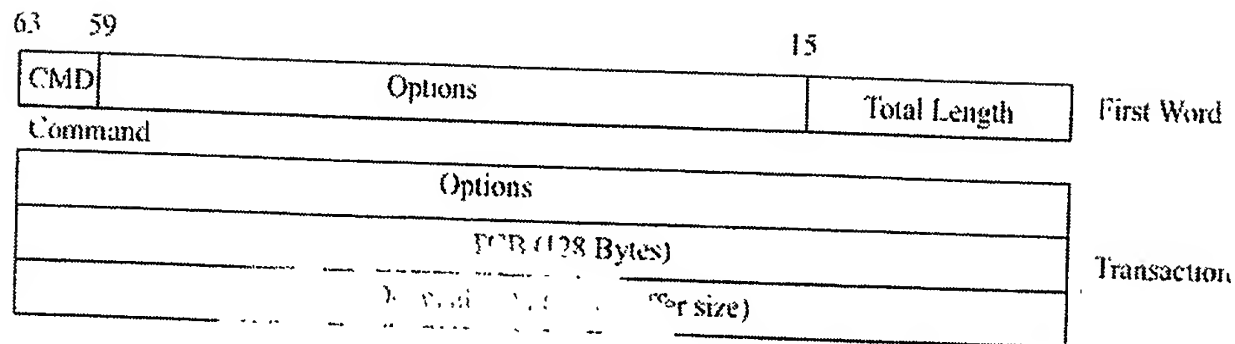 63 59 15
CMD Options Total Length First Word
Command
Options
(128 Bytes)
Transaction
size)